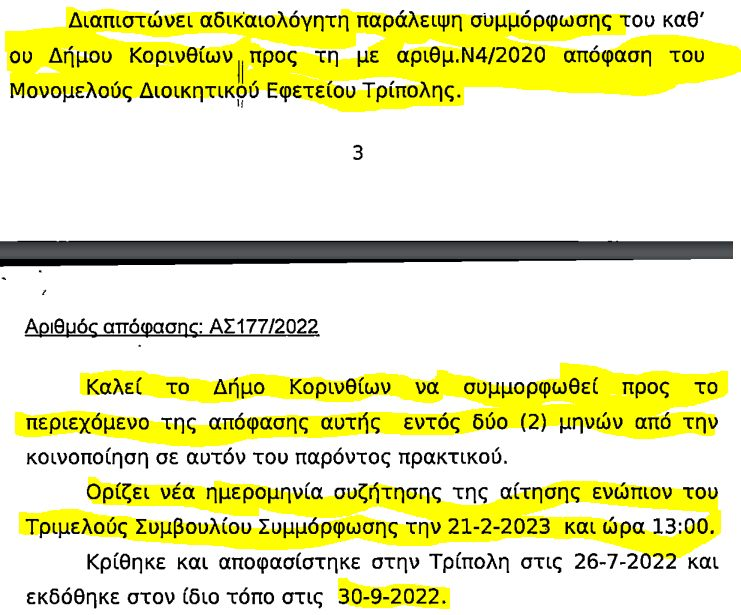 Διαπιστώνει αδικαιολόγητη παράλειψη συμμόρφωσης του καθ’
ου Δήμου Κορινθίων προς τη με αριθμ.Ν4/2020 απόφαση του
Μονομελούς Διοικητικού Εφετείου Τρίπολης.
3
Αριθμός απόφασης: ΑΣ177/2022
Καλεί το Δήμο Κορινθίων να συμμορφωθεί προς το
περιεχόμενο της απόφασης αυτής εντός δύο (2) μηνών από την
κοινοποίηση σε αυτόν του παρόντος πρακτικού.
Ορίζει νέα ημερομηνία συζήτησης της αίτησης ενώπιον του
Τριμελούς Συμβουλίου Συμμόρφωσης την 21-2-2023 και ώρα 13:00.
Κρίθηκε και αποφασίστηκε στην Τρίπολη στις 26-7-2022 και
εκδόθηκε στον ίδιο τόπο στις 30-9-2022.